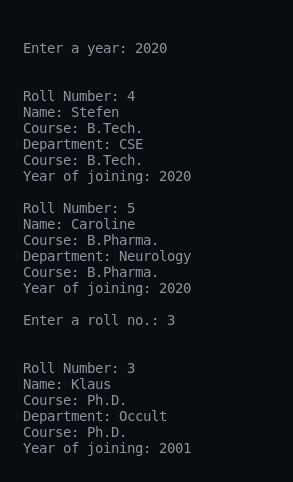 Enter a year: 2020
Roll Number: 4
Name: Stefen
Course: B.Tech.
Department: CSE
Course: B.Tech.
Year of joining: 2020
Roll Number: 5
Name: Caroline
Course: B.Pharma.
Department: Neurology
Course: B.Pharma.
Year of joining: 2020
Enter a roll no.: 3
Roll Number: 3
Name: Klaus
Course: Ph.D.
Department: Occult
Course: Ph.D.
Year of joining: 2001